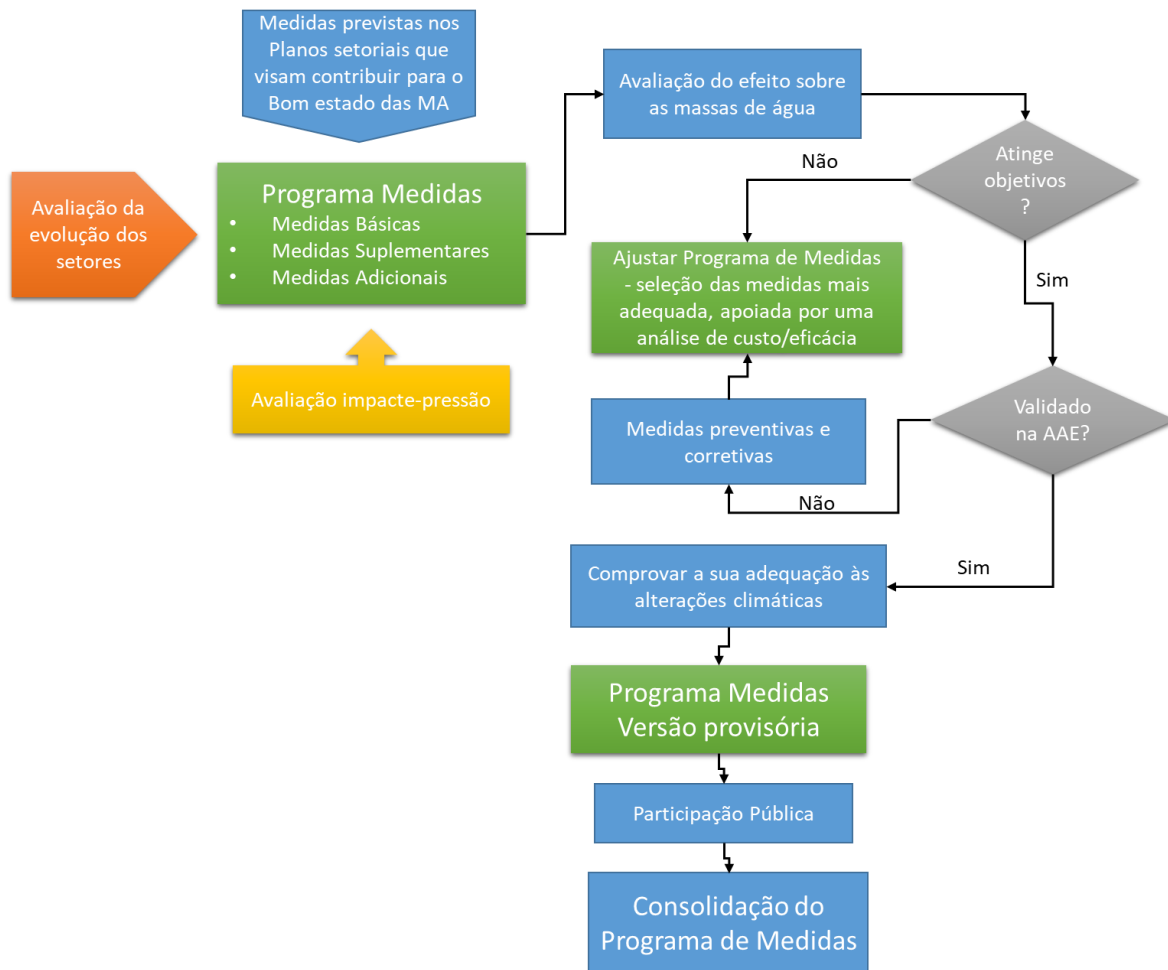 Medidas previstas nos
Planos setoriais que
visam contribuir para o
Bom estado das MA
Avaliação da
evolução dos
setores
Programa Medidas
• Medidas Básicas
• Medidas Suplementares
• Medidas Adicionais
Avaliação impacte-pressão
Avaliação do efeito sobre
as massas de água
Atinge
objetivos
?
Não
Sim
Ajustar Programa de Medidas
- seleção das medidas mais
adequada, apoiada por uma
análise de custo/eficácia
Validado
na AAE?
Medidas preventivas e
corretivas
Não
Sim
Comprovar a sua adequação às
alterações climáticas
Programa Medidas
Versão provisória
Participação Pública
Consolidação do
Programa de Medidas